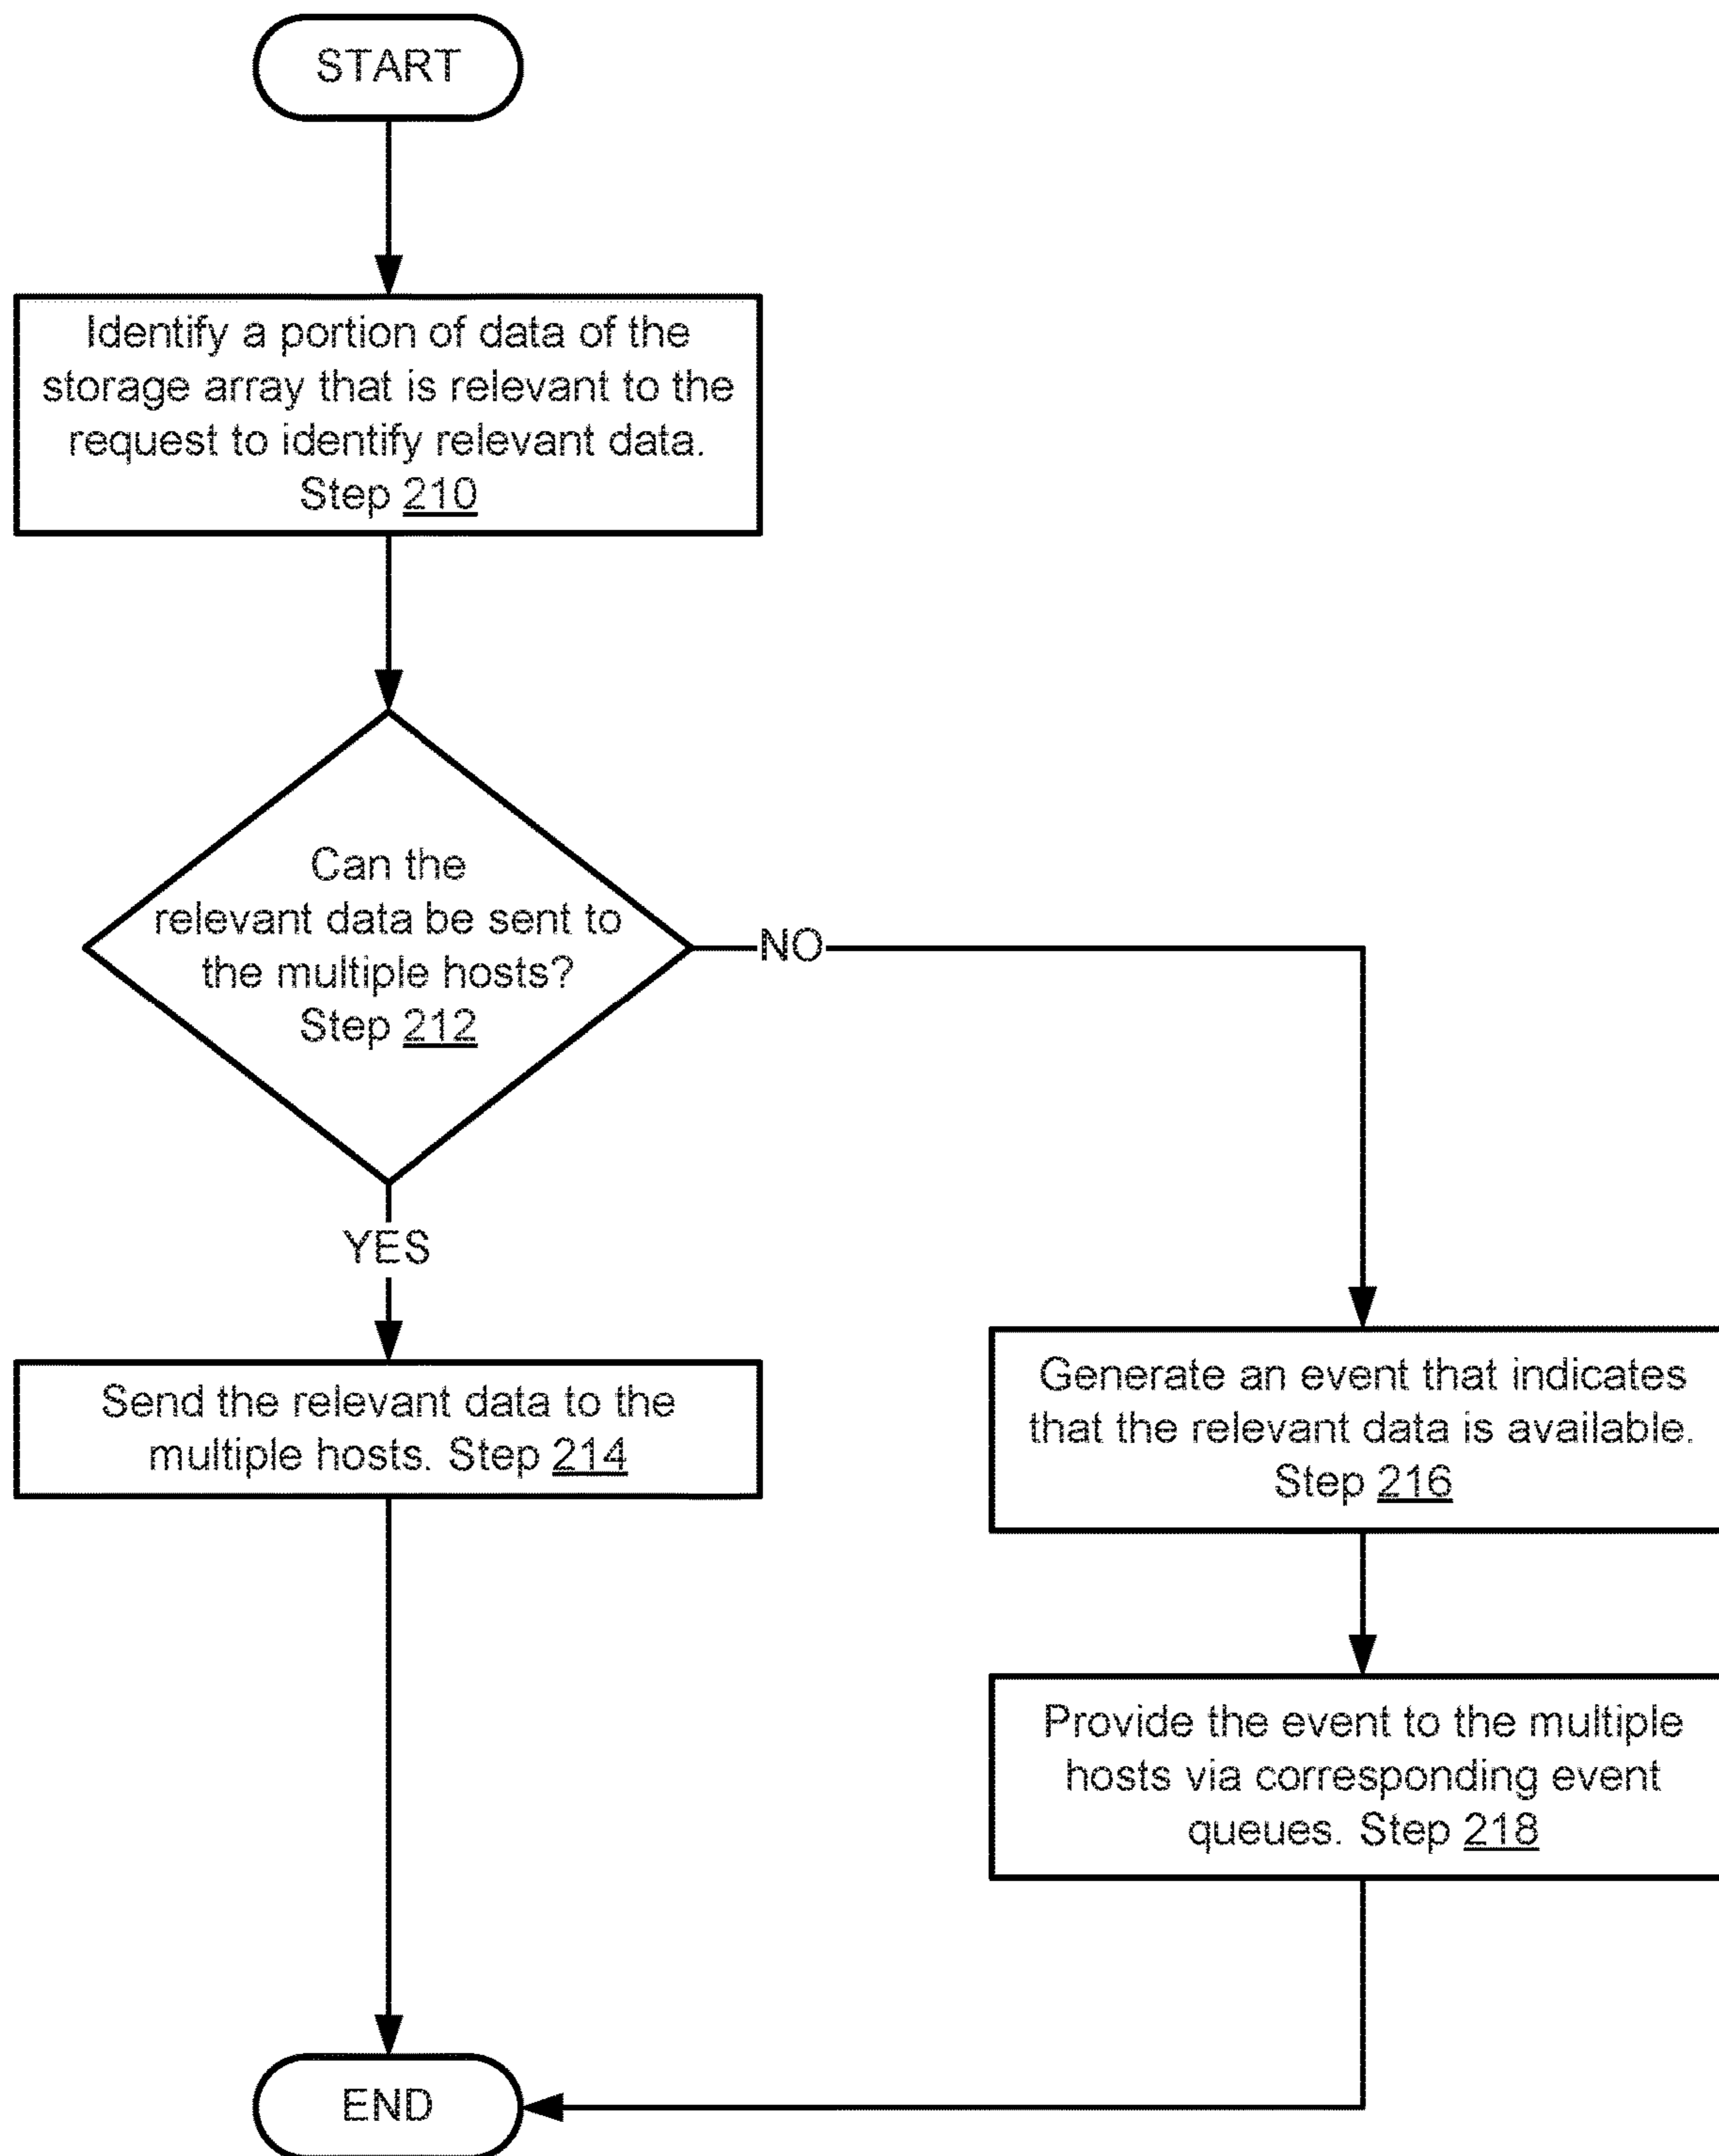 START
Identify a portion of data of the
storage array that is relevant to the
request to identify relevant data.
Step 210
Can the
relevant data be sent to
the multiple hosts?
Step 212
NO
YES
Send the relevant data to the
multiple hosts. Step 214
Generate an event that indicates
that the relevant data is available.
Step 216
Provide the event to the multiple
hosts via corresponding event
queues. Step 218
END